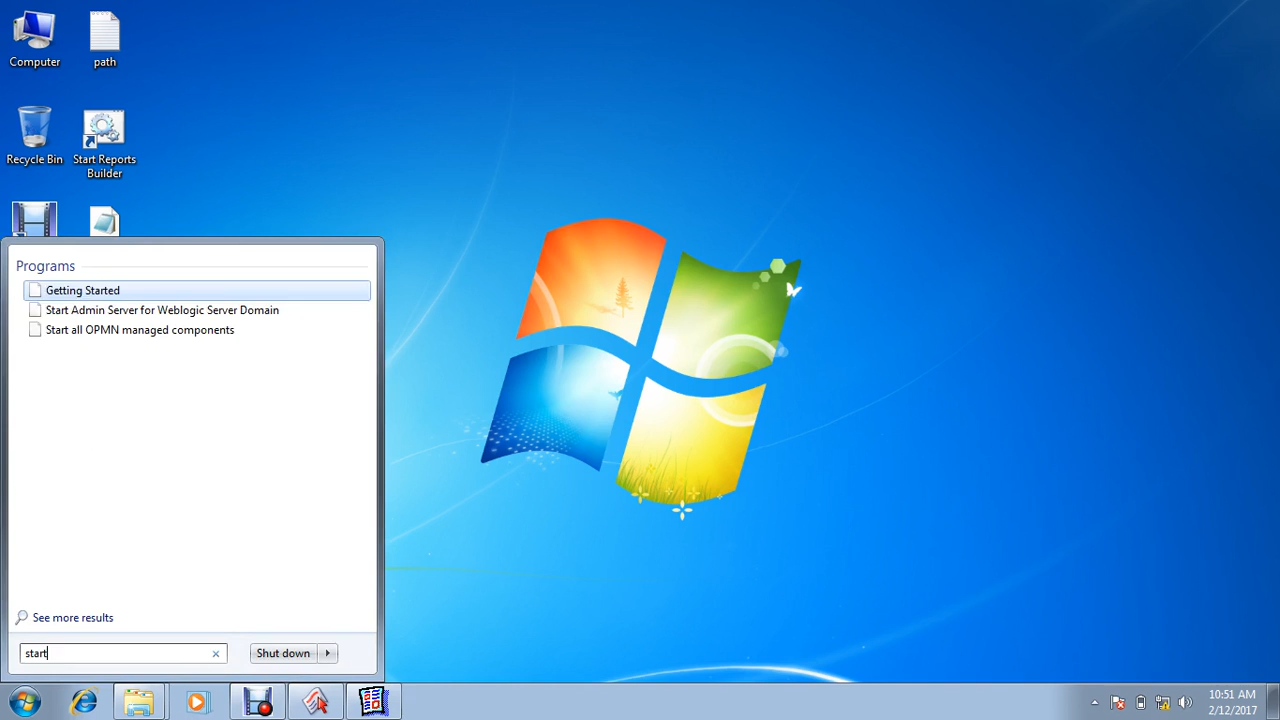 Computer
path
Recycle Bin
Start Reports
Builder
Programs
Getting Started
Start Admin Server for Weblogic Server Domain
Start all OPMN managed components
See more results
start
Shut down
10:51 AM
2/12/2017